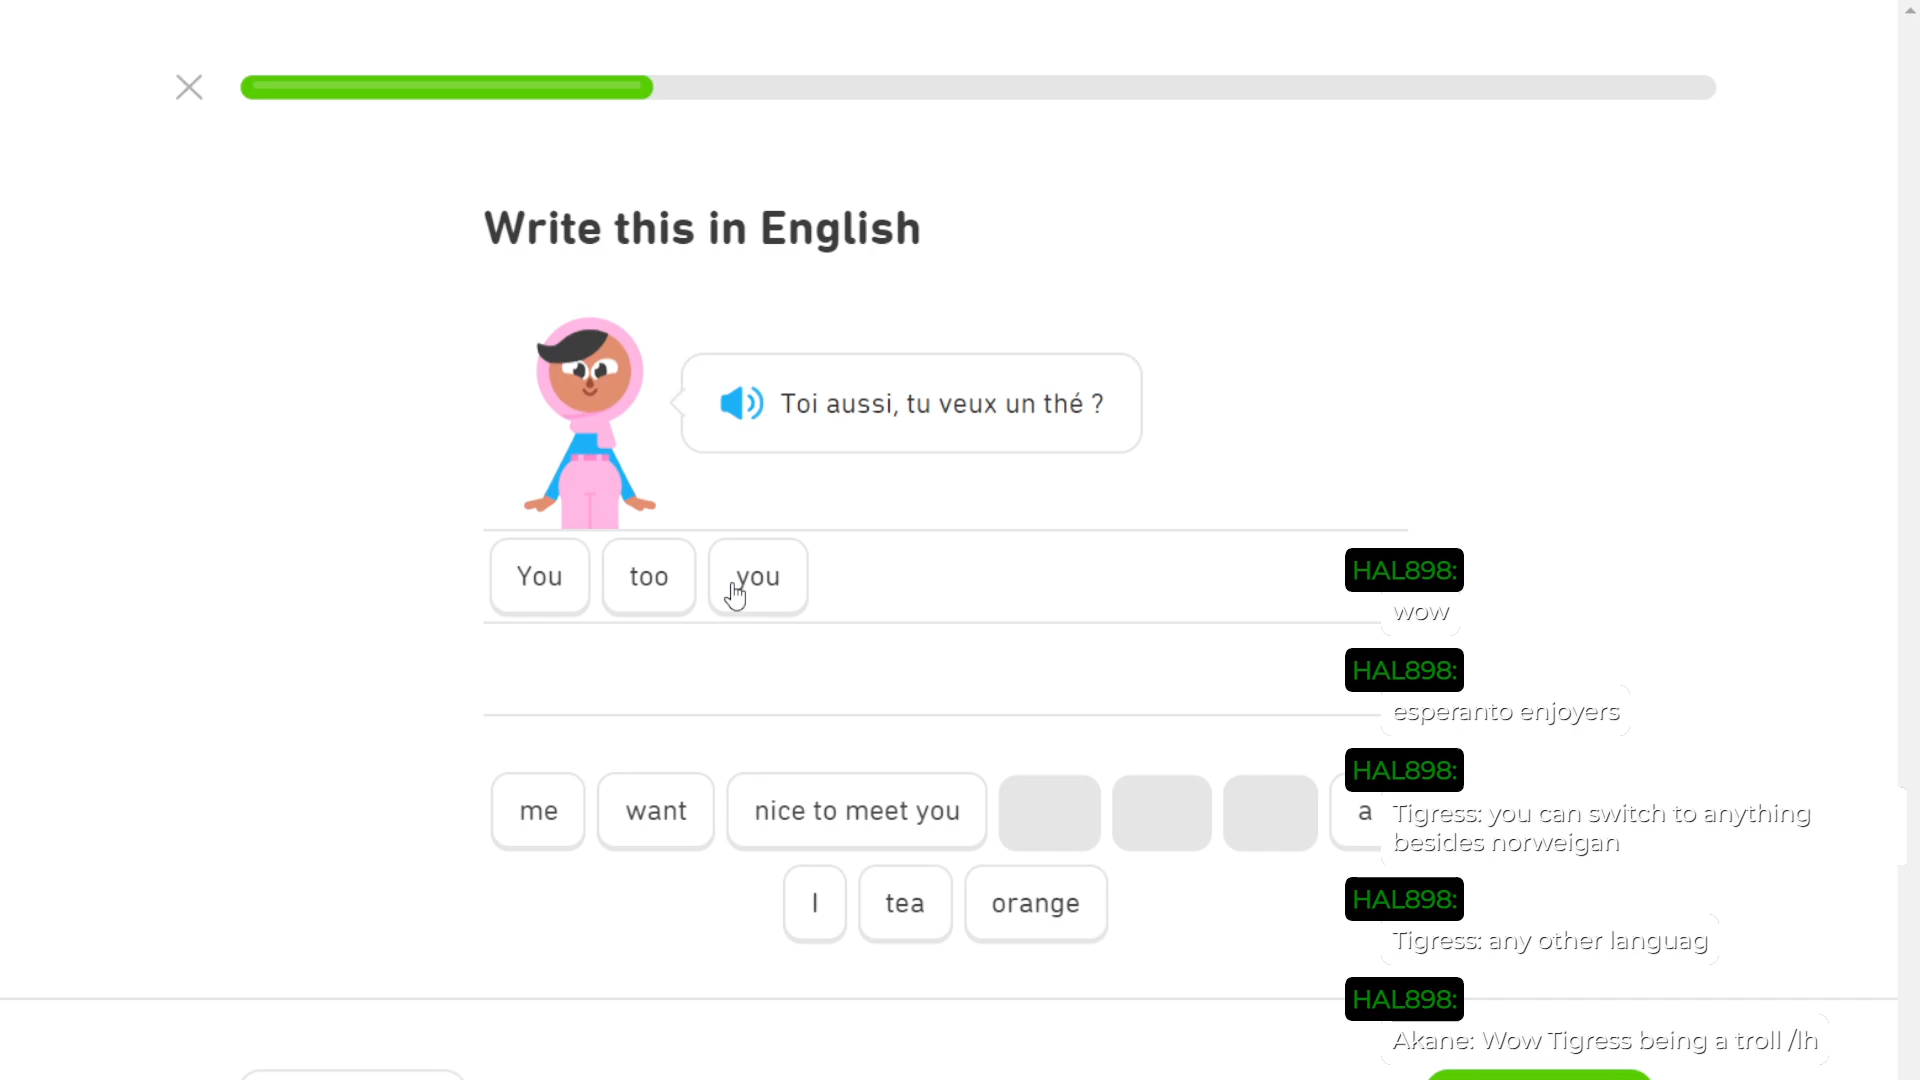 Write this in English
Toi aussi, tu veux un thé ?
You too you
me want nice to meet you a
I tea orange
HAL898:
wow
HAL898:
esperanto enjoyers
HAL898:
Tigress: you can switch to anything
besides norweigan
HAL898:
Tigress: any other languag
HAL898:
Akane: Wow Tigress being a troll /lh